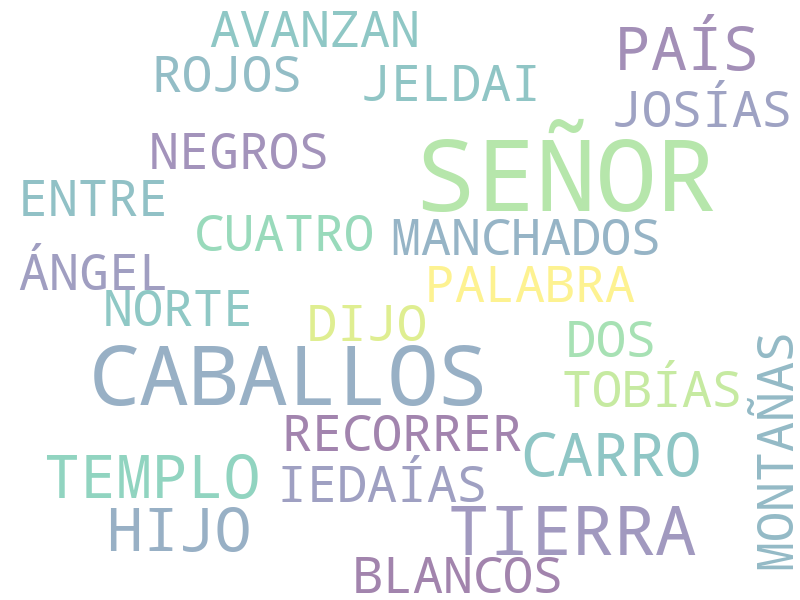 AVANZAN
PAÍS
ROJOS
JELDAI
JOSÍAS
NEGROS
SEÑOR
ENTRE
CUATRO
MANCHADOS
ÁNGEL
PALABRA
NORTE
DIJO
DOS
CABALLOS
TOBÍAS
MONTAÑAS
RECORRER
CARRO
TEMPLO
IEDAÍAS
HIJO
TIERRA
BLANCOS